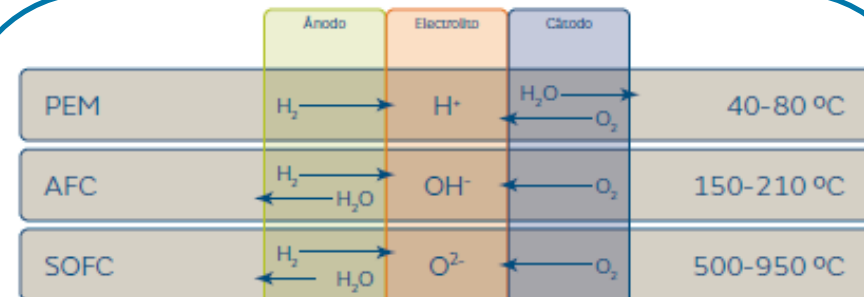 Ánodo Electrolito Cátodo
PEM H₂ H⁺ H₂O O₂ 40-80 ºC
AFC H₂ H₂O OH⁻ O₂ 150-210 ºC
SOFC H₂ H₂O O²⁻ O₂ 500-950 ºC